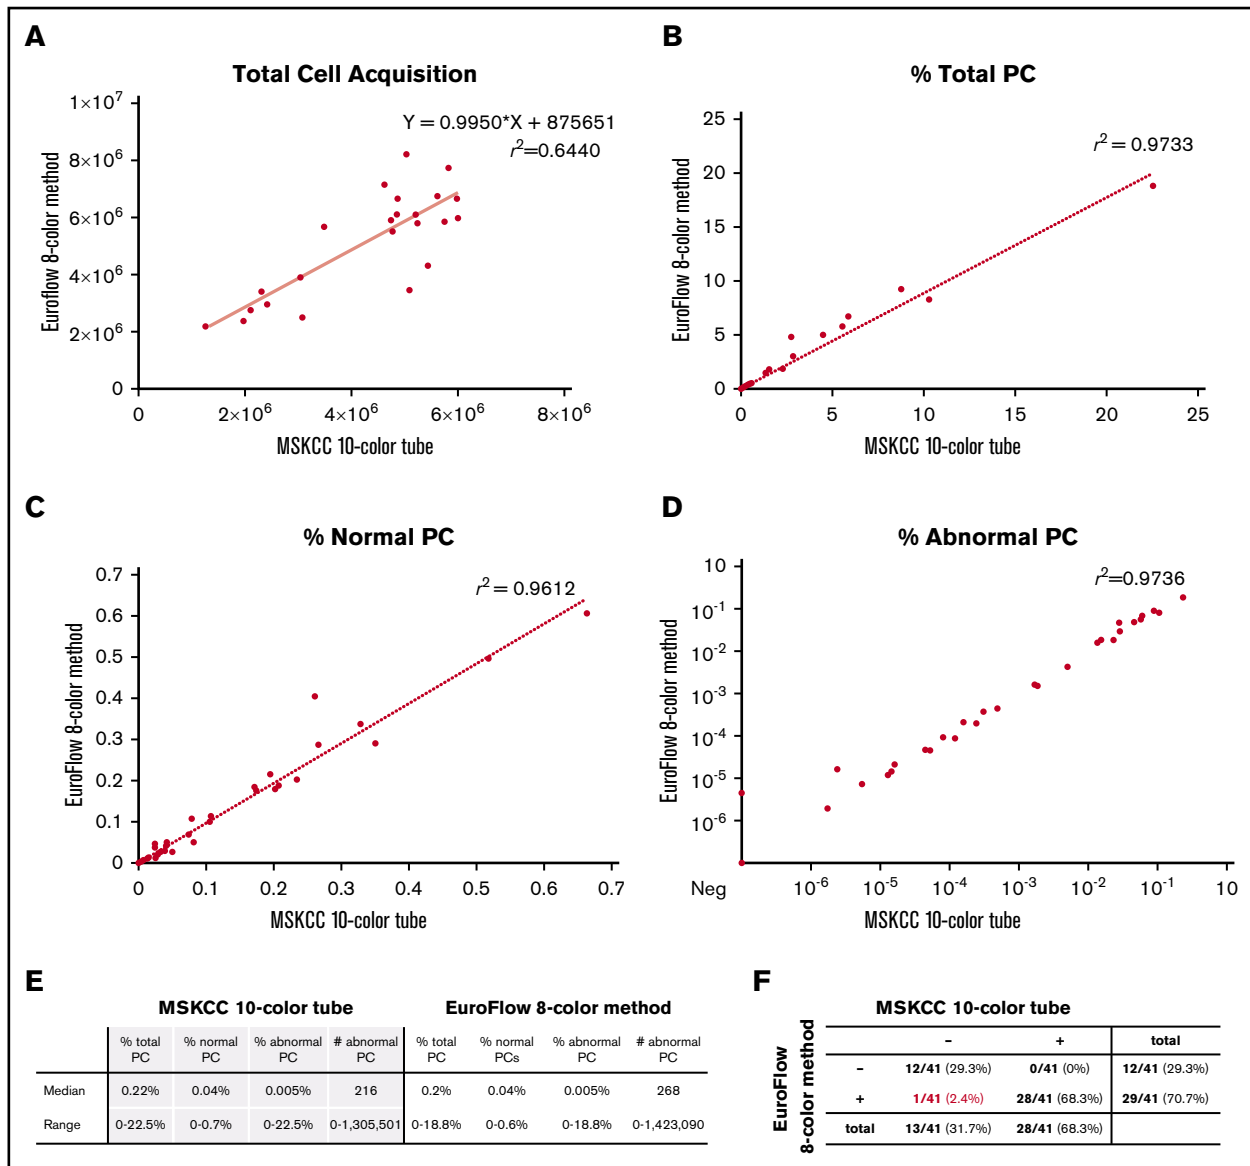 A
Total Cell Acquisition
Y = 0.9950*X + 875651
r²=0.6440
1×10⁷
8×10⁶
6×10⁶
4×10⁶
2×10⁶
0
Euroflow 8-color method
0 2×10⁶ 4×10⁶ 6×10⁶ 8×10⁶
MSKCC 10-color tube
B
% Total PC
r² = 0.9733
25
20
15
10
5
0
EuroFlow 8-color method
0 5 10 15 20 25
MSKCC 10-color tube
C
% Normal PC
r² = 0.9612
0.7
0.6
0.5
0.4
0.3
0.2
0.1
0
EuroFlow 8-color method
0 0.1 0.2 0.3 0.4 0.5 0.6 0.7
MSKCC 10-color tube
D
% Abnormal PC
r²=0.9736
10
10⁻¹
10⁻²
10⁻³
10⁻⁴
10⁻⁵
10⁻⁶
EuroFlow 8-color method
Neg 10⁻⁶ 10⁻⁵ 10⁻⁴ 10⁻³ 10⁻² 10⁻¹ 10
MSKCC 10-color tube
E
MSKCC 10-color tube EuroFlow 8-color method
% total % normal % abnormal # abnormal % total % normal % abnormal # abnormal
PC PC PC PC PC PCs PC PC
Median 0.22% 0.04% 0.005% 216 0.2% 0.04% 0.005% 268
Range 0-22.5% 0-0.7% 0-22.5% 0-1,305,501 0-18.8% 0-0.6% 0-18.8% 0-1,423,090
F
MSKCC 10-color tube
EuroFlow
8-color method
– + total
– 12/41 (29.3%) 0/41 (0%) 12/41 (29.3%)
+ 1/41 (2.4%) 28/41 (68.3%) 29/41 (70.7%)
total 13/41 (31.7%) 28/41 (68.3%)